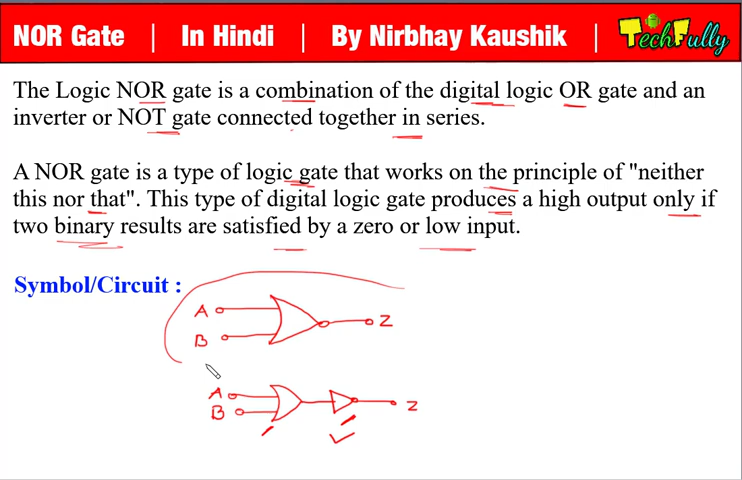 NOR Gate | In Hindi | By Nirbhay Kaushik | TechFully
The Logic NOR gate is a combination of the digital logic OR gate and an
inverter or NOT gate connected together in series.
A NOR gate is a type of logic gate that works on the principle of "neither
this nor that". This type of digital logic gate produces a high output only if
two binary results are satisfied by a zero or low input.
Symbol/Circuit :
A
Z
B
A
B
Z